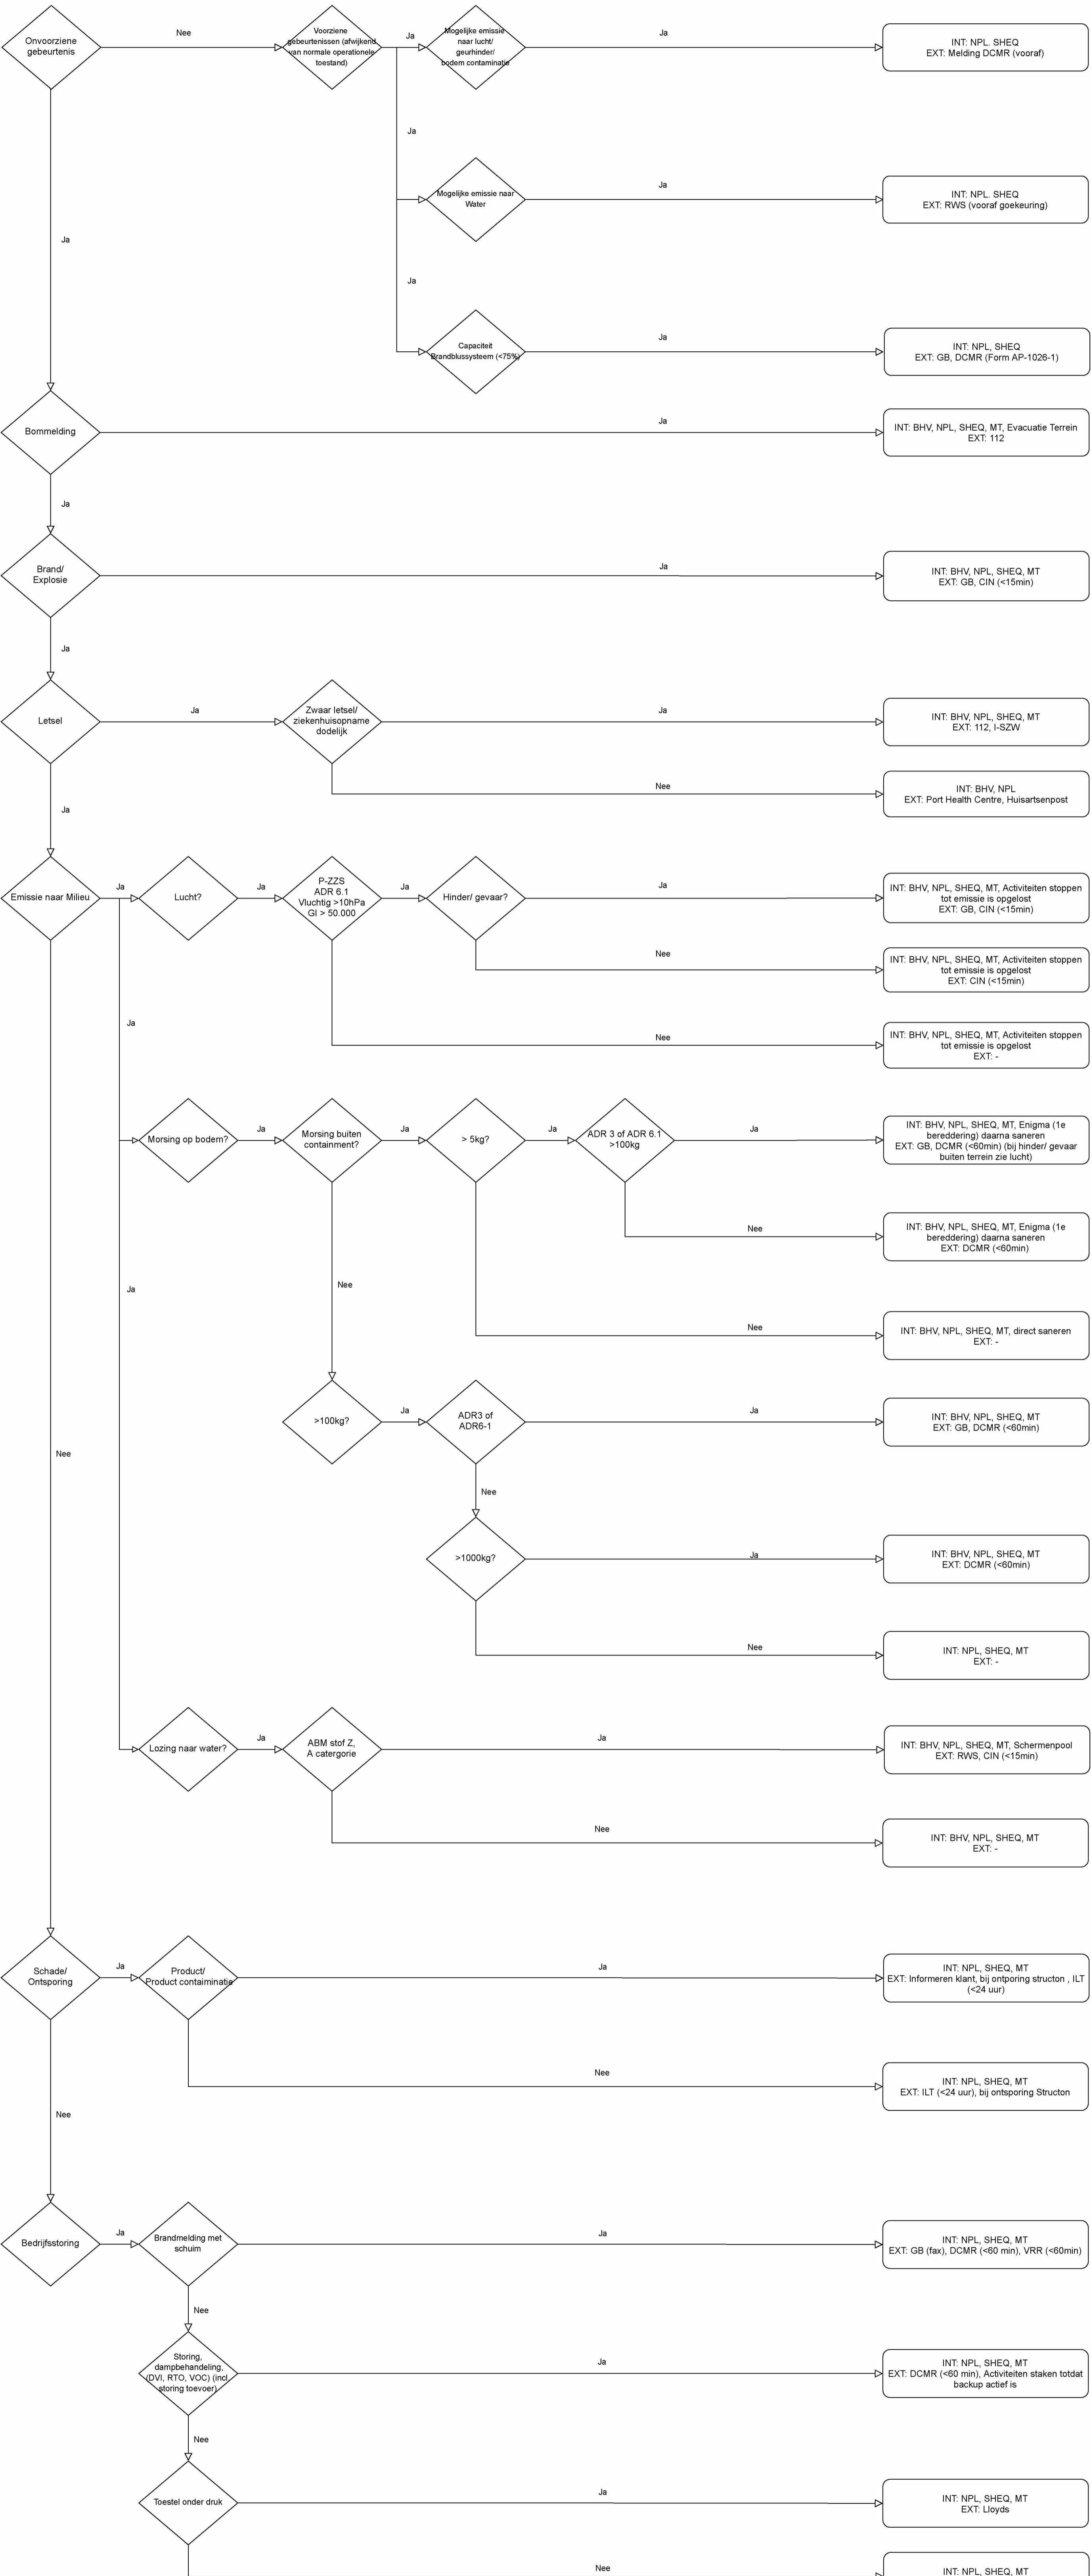 Onvoorziene
gebeurtenis
Nee
Voorziene
gebeurtenissen (afwijkend
van normale operationele
toestand)
Ja
Mogelijke emissie
naar lucht/
geurhinder/
bodem contaminatie
Ja
INT: NPL. SHEQ
EXT: Melding DCMR (vooraf)
Ja
Ja
Mogelijke emissie naar
Water
Ja
INT: NPL. SHEQ
EXT: RWS (vooraf goekeuring)
Ja
Capaciteit
Brandblussysteem (<75%)
Ja
INT: NPL, SHEQ
EXT: GB, DCMR (Form AP-1026-1)
Bommelding
Ja
INT: BHV, NPL, SHEQ, MT, Evacuatie Terrein
EXT: 112
Ja
Brand/
Explosie
Ja
INT: BHV, NPL, SHEQ, MT
EXT: GB, CIN (<15min)
Ja
Letsel
Ja
Zwaar letsel/
ziekenhuisopname
dodelijk
Ja
INT: BHV, NPL, SHEQ, MT
EXT: 112, I-SZW
Nee
INT: BHV, NPL
EXT: Port Health Centre, Huisartsenpost
Ja
Emissie naar Milieu
Ja
Lucht?
Ja
P-ZZS
ADR 6.1
Vluchtig >10hPa
GI > 50.000
Ja
Hinder/ gevaar?
Ja
INT: BHV, NPL, SHEQ, MT, Activiteiten stoppen
tot emissie is opgelost
EXT: GB, CIN (<15min)
Nee
INT: BHV, NPL, SHEQ, MT, Activiteiten stoppen
tot emissie is opgelost
EXT: CIN (<15min)
Ja
Nee
INT: BHV, NPL, SHEQ, MT, Activiteiten stoppen
tot emissie is opgelost
EXT: -
Morsing op bodem?
Ja
Morsing buiten
containment?
Ja
> 5kg?
Ja
ADR 3 of ADR 6.1
>100kg
Ja
INT: BHV, NPL, SHEQ, MT, Enigma (1e
bereddering) daarna saneren
EXT: GB, DCMR (<60min) (bij hinder/ gevaar
buiten terrein zie lucht)
Nee
INT: BHV, NPL, SHEQ, MT, Enigma (1e
bereddering) daarna saneren
EXT: DCMR (<60min)
Ja
Nee
Nee
INT: BHV, NPL, SHEQ, MT, direct saneren
EXT: -
>100kg?
Ja
ADR3 of
ADR6-1
Ja
INT: BHV, NPL, SHEQ, MT
EXT: GB, DCMR (<60min)
Nee
Nee
>1000kg?
Ja
INT: BHV, NPL, SHEQ, MT
EXT: DCMR (<60min)
Nee
INT: NPL, SHEQ, MT
EXT: -
Lozing naar water?
Ja
ABM stof Z,
A catergorie
Ja
INT: BHV, NPL, SHEQ, MT, Schermenpool
EXT: RWS, CIN (<15min)
Nee
INT: BHV, NPL, SHEQ, MT
EXT: -
Schade/
Ontsporing
Ja
Product/
Product contaiminatie
Ja
INT: NPL, SHEQ, MT
EXT: Informeren klant, bij ontporing structon , ILT
(<24 uur)
Nee
INT: NPL, SHEQ, MT
EXT: ILT (<24 uur), bij ontsporing Structon
Nee
Bedrijfsstoring
Ja
Brandmelding met
schuim
Ja
INT: NPL, SHEQ, MT
EXT: GB (fax), DCMR (<60 min), VRR (<60min)
Nee
Storing,
dampbehandeling,
(DVI, RTO, VOC) (incl.
storing toevoer)
Ja
INT: NPL, SHEQ, MT
EXT: DCMR (<60 min), Activiteiten staken totdat
backup actief is
Nee
Toestel onder druk
Ja
INT: NPL, SHEQ, MT
EXT: Lloyds
Nee
INT: NPL, SHEQ, MT